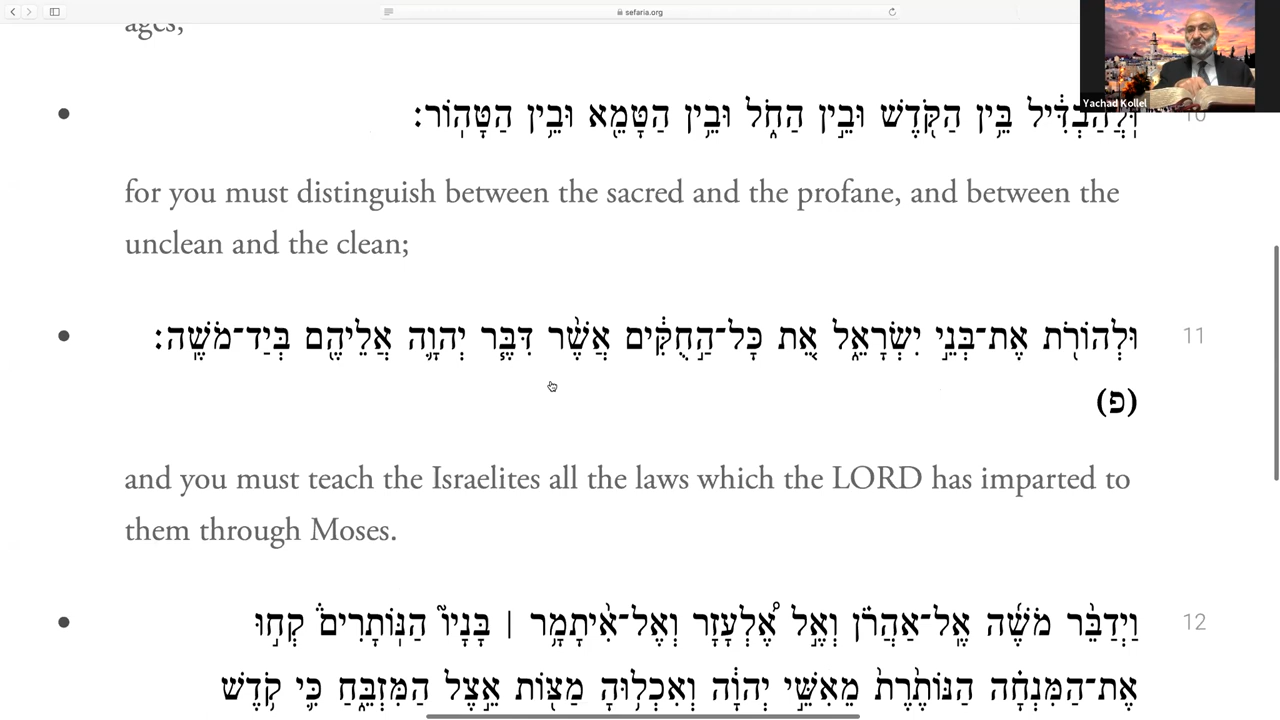 sefaria.org
ages,
Yachad Kollel
וּֽלְהַבְדִּ֔יל בֵּ֥ין הַקֹּ֖דֶשׁ וּבֵ֣ין הַחֹ֑ל וּבֵ֥ין הַטָּמֵ֖א וּבֵ֥ין הַטָּהֽוֹר׃
10
for you must distinguish between the sacred and the profane, and between the
unclean and the clean;
וּלְהוֹרֹ֖ת אֶת־בְּנֵ֣י יִשְׂרָאֵ֑ל אֵ֚ת כׇּל־הַ֣חֻקִּ֔ים אֲשֶׁ֨ר דִּבֶּ֧ר יְהֹוָ֛ה אֲלֵיהֶ֖ם בְּיַד־מֹשֶֽׁה׃
11
(פ)
and you must teach the Israelites all the laws which the LORD has imparted to
them through Moses.
וַיְדַבֵּ֨ר מֹשֶׁ֜ה אֶֽל־אַהֲרֹ֗ן וְאֶ֣ל אֶ֠לְעָזָר וְאֶל־אִ֨יתָמָ֥ר ׀ בָּנָיו֮ הַנּֽוֹתָרִים֒ קְח֣וּ
12
אֶת־הַמִּנְחָ֗ה הַנּוֹתֶ֙רֶת֙ מֵאִשֵּׁ֣י יְהֹוָ֔ה וְאִכְל֥וּהָ מַצּ֖וֹת אֵ֣צֶל הַמִּזְבֵּ֑חַ כִּ֛י קֹ֥דֶשׁ